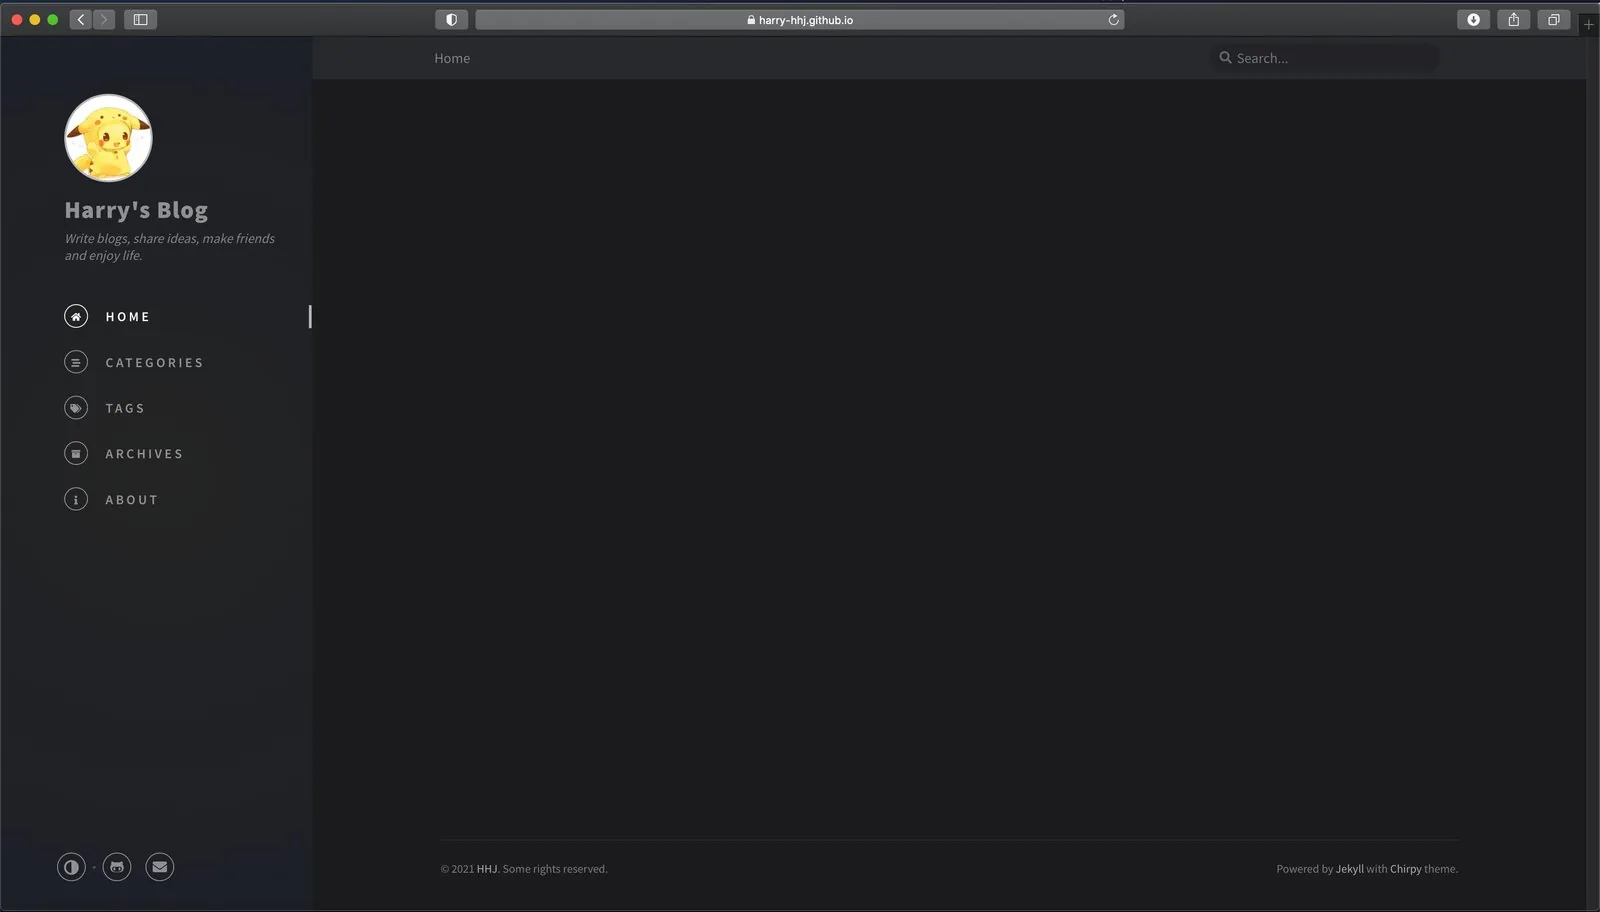 harry-hhj.github.io
Home
Search...
Harry's Blog
Write blogs, share ideas, make friends
and enjoy life.
HOME
CATEGORIES
TAGS
ARCHIVES
ABOUT
© 2021 HHJ. Some rights reserved.
Powered by Jekyll with Chirpy theme.